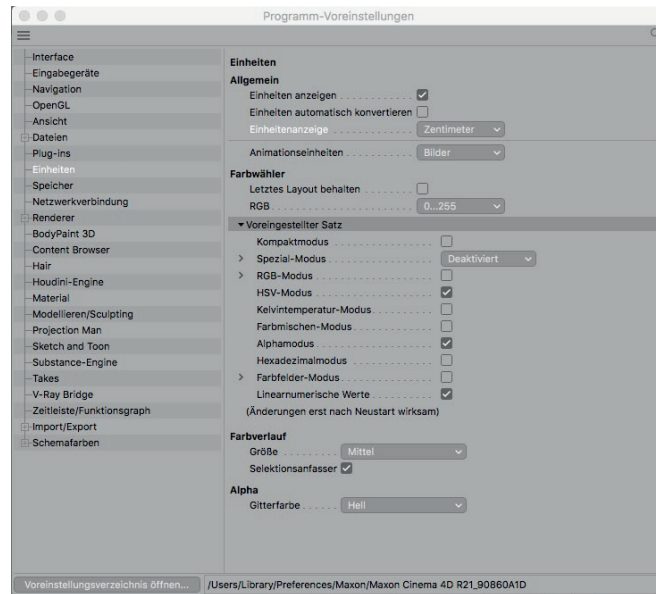 Programm-Voreinstellungen
Interface
Eingabegeräte
Navigation
OpenGL
Ansicht
Dateien
Plug-ins
Einheiten
Speicher
Netzwerkverbindung
Renderer
BodyPaint 3D
Content Browser
Hair
Houdini-Engine
Material
Modellieren/Sculpting
Projection Man
Sketch and Toon
Substance-Engine
Takes
V-Ray Bridge
Zeitleiste/Funktionsgraph
Import/Export
Schemafarben
Einheiten
Allgemein
Einheiten anzeigen
Einheiten automatisch konvertieren
Einheitenanzeige Zentimeter
Animationseinheiten Bilder
Farbwähler
Letztes Layout behalten
RGB 0...255
Voreingestellter Satz
Kompaktmodus
Spezial-Modus Deaktiviert
RGB-Modus
HSV-Modus
Kelvintemperatur-Modus
Farbmischen-Modus
Alphamodus
Hexadezimalmodus
Farbfelder-Modus
Linearnumerische Werte
(Änderungen erst nach Neustart wirksam)
Farbverlauf
Größe Mittel
Selektionsanfasser
Alpha
Gitterfarbe Hell
Voreinstellungsverzeichnis öffnen... /Users/Library/Preferences/Maxon/Maxon Cinema 4D R21_90860A1D